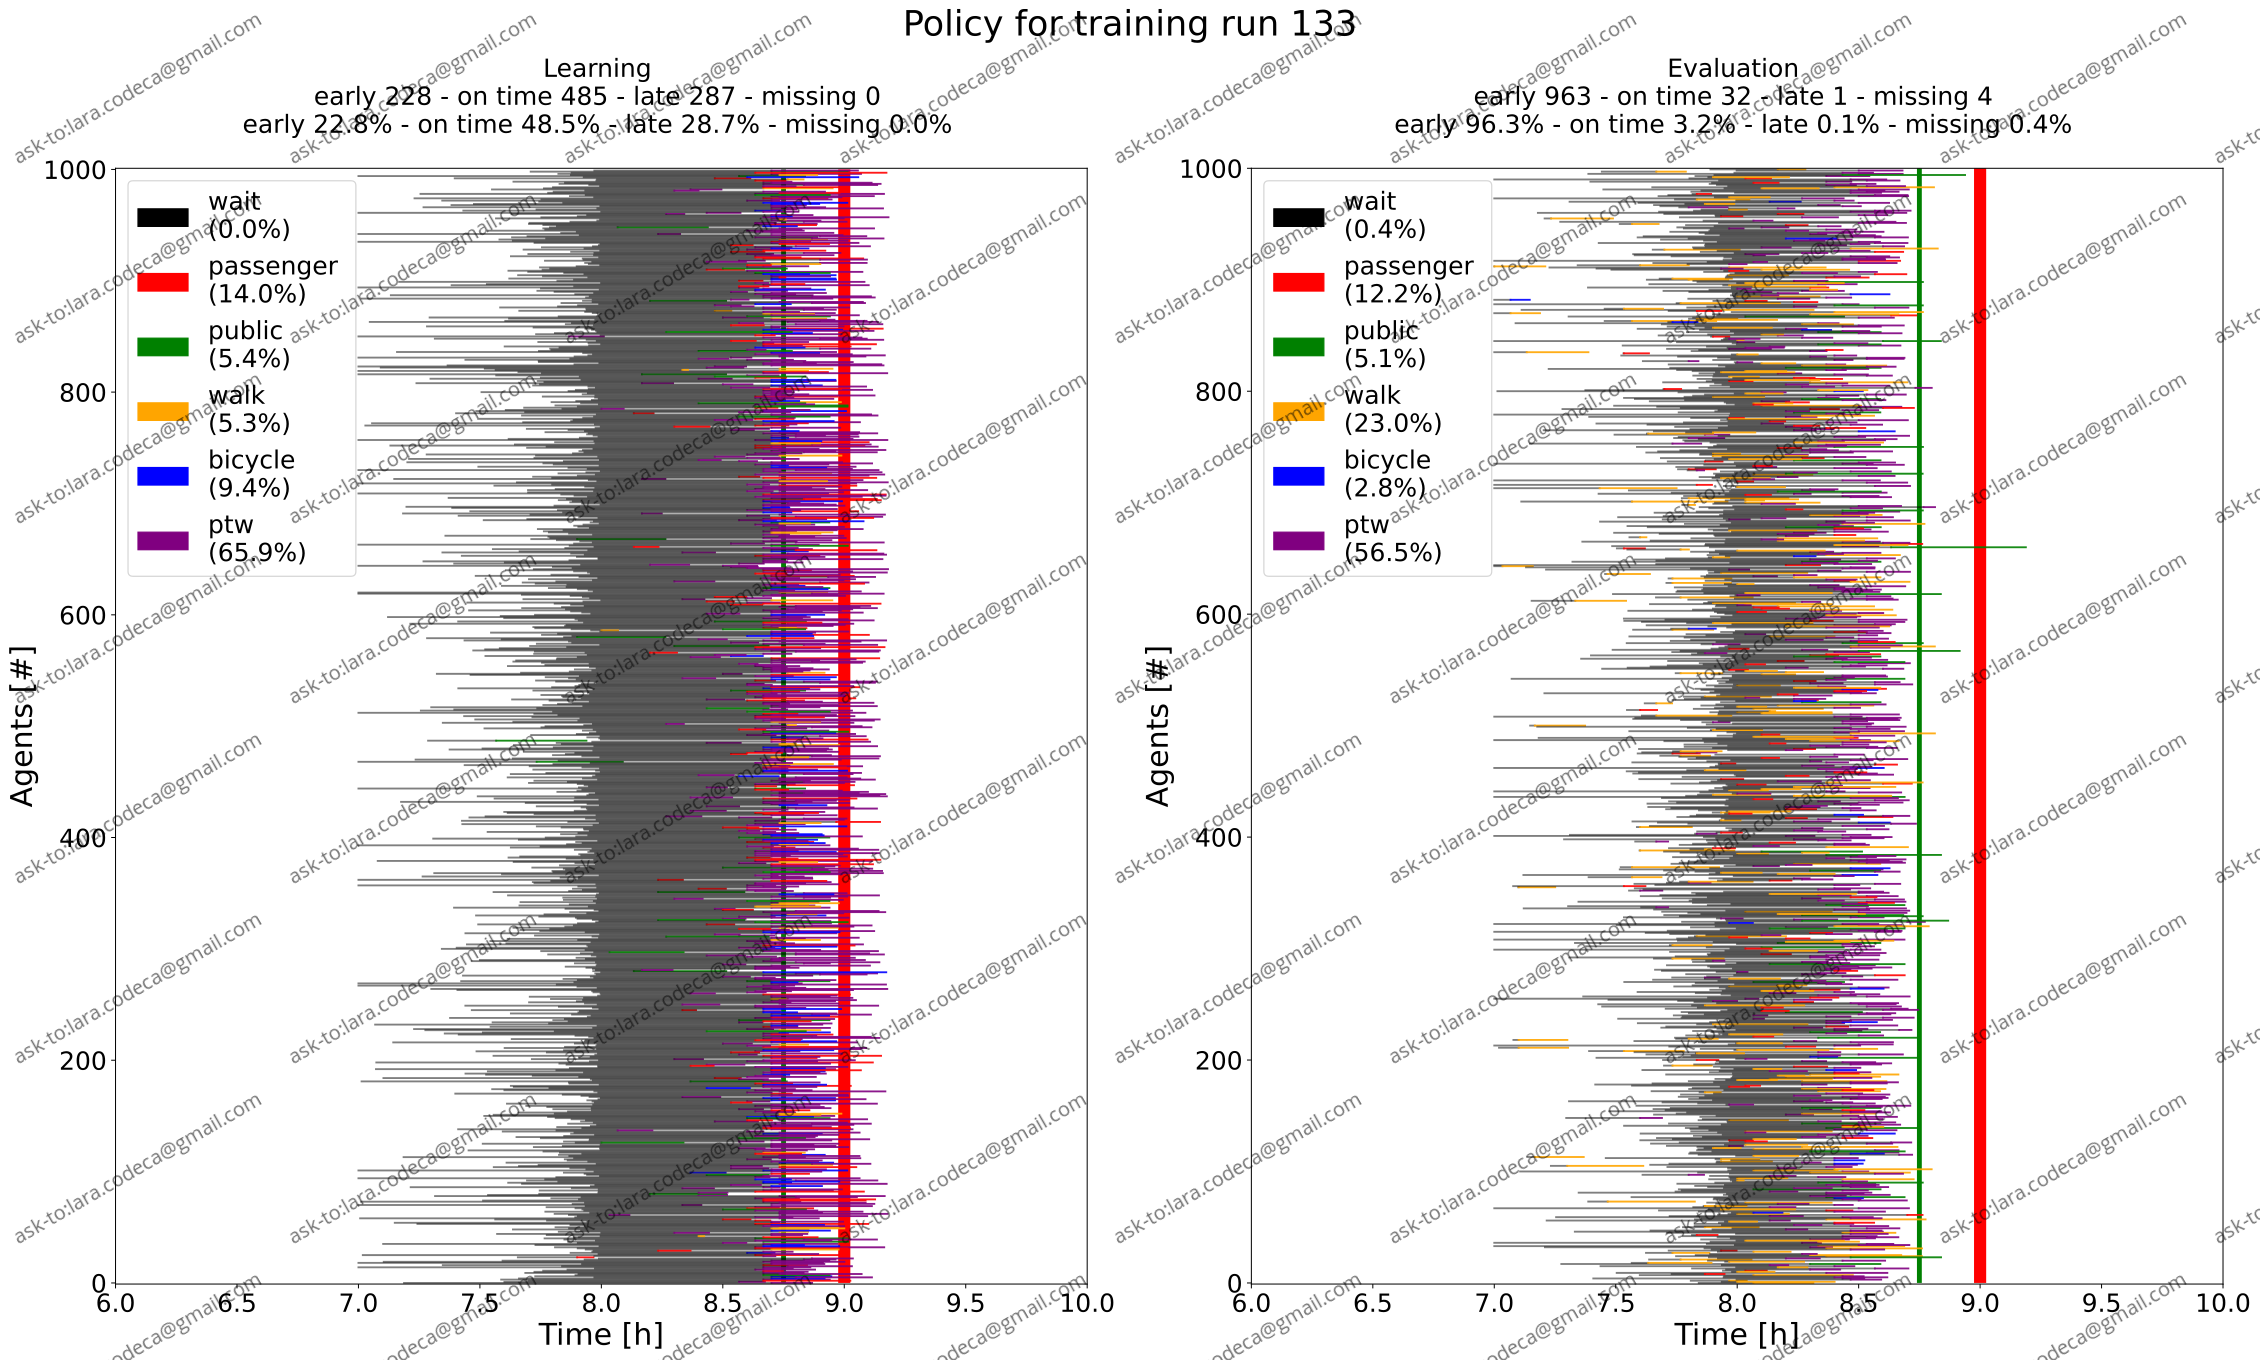 Policy for training run 133
Learning
early 228 - on time 485 - late 287 - missing 0
early 22.8% - on time 48.5% - late 28.7% - missing 0.0%
1000
800
600
400
200
0
Agents [#]
wait
(0.0%)
passenger
(14.0%)
public
(5.4%)
walk
(5.3%)
bicycle
(9.4%)
ptw
(65.9%)
6.0 6.5 7.0 7.5 8.0 8.5 9.0 9.5 10.0
Time [h]
Evaluation
early 963 - on time 32 - late 1 - missing 4
early 96.3% - on time 3.2% - late 0.1% - missing 0.4%
1000
800
600
400
200
0
Agents [#]
wait
(0.4%)
passenger
(12.2%)
public
(5.1%)
walk
(23.0%)
bicycle
(2.8%)
ptw
(56.5%)
6.0 6.5 7.0 7.5 8.0 8.5 9.0 9.5 10.0
Time [h]
ask-to:lara.codeca@gmail.com